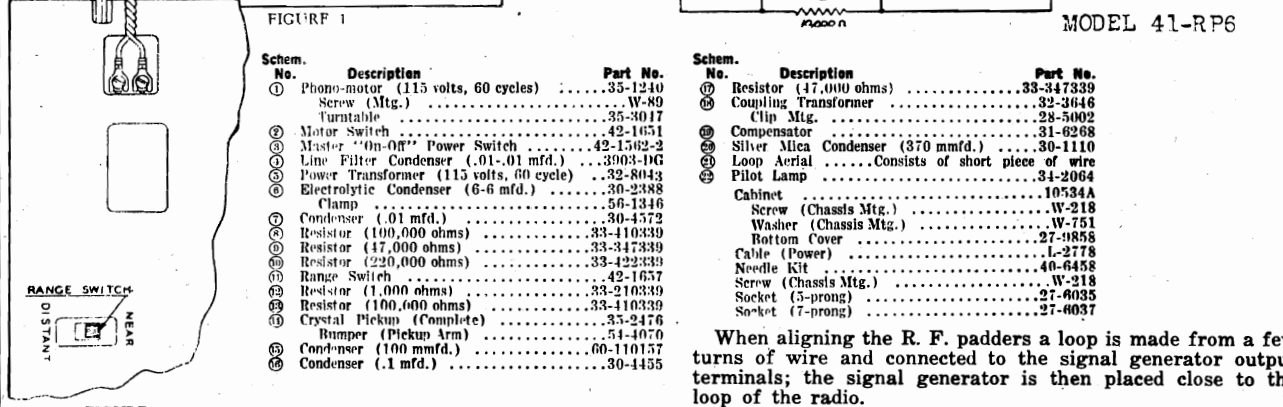 FIGURE 1
10,000 Ω
MODEL 41-RP6
RANGE SWITCH
DISTANT
NEAR
Schem.
No. Description Part No.
① Phono-motor (115 volts, 60 cycles) ......35-1240
Screw (Mtg.) ......................W-89
Turntable ......................35-3017
② Motor Switch ......................42-1651
③ Master "On-Off" Power Switch ........42-1562-2
④ Line Filter Condenser (.01-.01 mfd.) ...3903-DG
⑤ Power Transformer (115 volts, 60 cycle) ..32-8043
⑥ Electrolytic Condenser (6-6 mfd.) .......30-2388
Clamp ......................56-1346
⑦ Condenser (.01 mfd.) ................30-4572
⑧ Resistor (100,000 ohms) ............33-410339
⑨ Resistor (47,000 ohms) .............33-347339
⑩ Resistor (220,000 ohms) ............33-422339
⑪ Range Switch ......................42-1657
⑫ Resistor (1,000 ohms) ..............33-210339
⑬ Resistor (100,000 ohms) ............33-410339
⑭ Crystal Pickup (Complete) ............35-2476
Bumper (Pickup Arm) ..............54-4070
⑮ Condenser (100 mmfd.) .............60-110157
⑯ Condenser (.1 mfd.) ..................30-4455
Schem.
No. Description Part No.
⑰ Resistor (47,000 ohms) ..............33-347339
⑱ Coupling Transformer ................32-3646
Clip Mtg. ......................28-5002
⑲ Compensator ......................31-6268
⑳ Silver Mica Condenser (370 mmfd.) .....30-1110
㉑ Loop Aerial ......Consists of short piece of wire
㉒ Pilot Lamp ......................34-2064
Cabinet ......................10534A
Screw (Chassis Mtg.) .................W-218
Washer (Chassis Mtg.) ................W-751
Bottom Cover ......................27-9858
Cable (Power) ......................L-2778
Needle Kit ......................40-6458
Screw (Chassis Mtg.) .................W-218
Socket (5-prong) ....................27-6035
Socket (7-prong) ....................27-6037
When aligning the R. F. padders a loop is made from a fe
turns of wire and connected to the signal generator outpu
terminals; the signal generator is then placed close to th
loop of the radio.